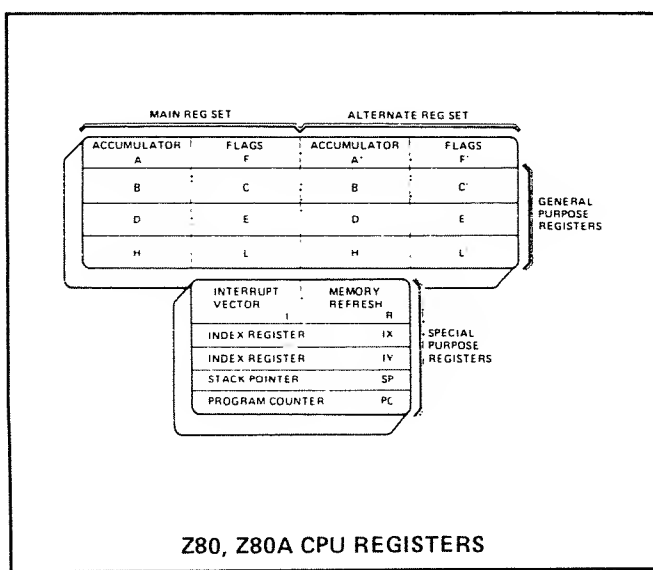 MAIN REG SET ALTERNATE REG SET
ACCUMULATOR FLAGS ACCUMULATOR FLAGS
A F A' F'
B C B C'
D E D E
H L H L'
GENERAL
PURPOSE
REGISTERS
INTERRUPT MEMORY
VECTOR REFRESH
I R
INDEX REGISTER IX
INDEX REGISTER IY
STACK POINTER SP
PROGRAM COUNTER PC
SPECIAL
PURPOSE
REGISTERS
Z80, Z80A CPU REGISTERS